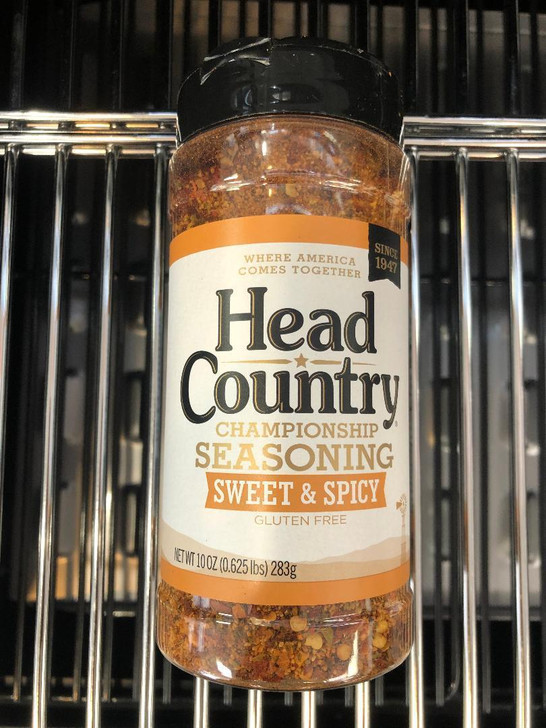 SINCE
1947
WHERE AMERICA
COMES TOGETHER
Head
Country
CHAMPIONSHIP
SEASONING
SWEET & SPICY
GLUTEN FREE
NET WT 10 OZ (0.625 lbs) 283g